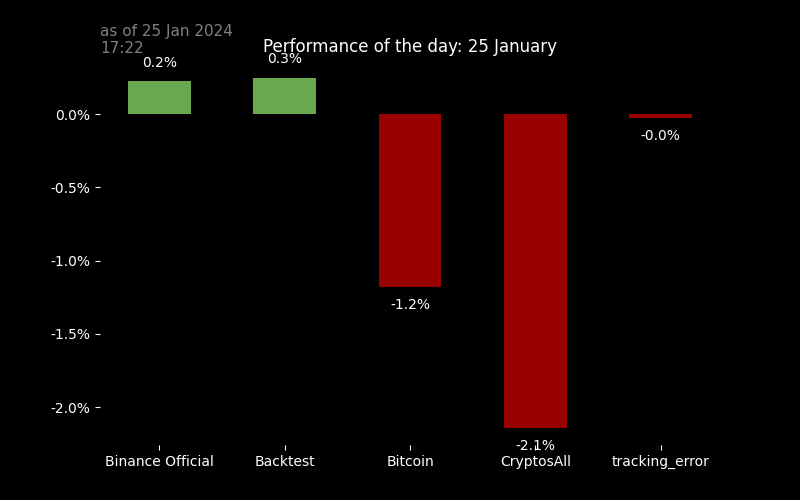 as of 25 Jan 2024
17:22
Performance of the day: 25 January
0.2%
0.3%
0.0%
-0.0%
-0.5%
-1.0%
-1.2%
-1.5%
-2.0%
-2.1%
Binance Official
Backtest
Bitcoin
CryptosAll
tracking_error